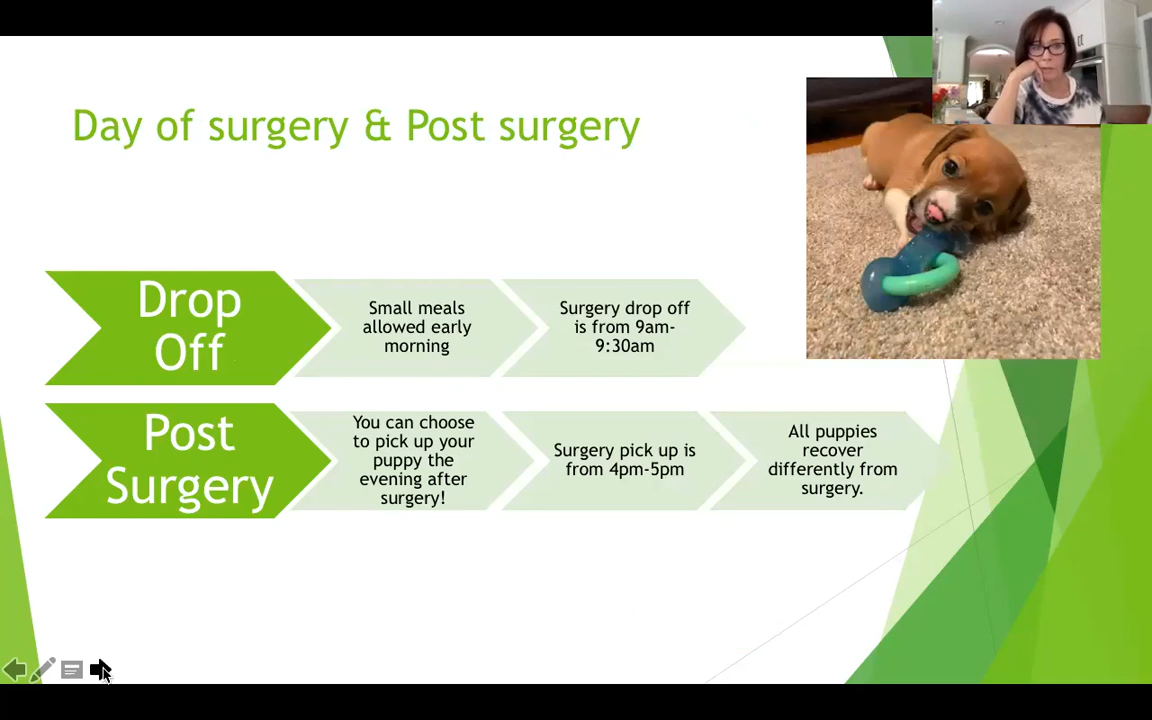 Day of surgery & Post surgery
Drop
Off
Small meals
allowed early
morning
Surgery drop off
is from 9am-
9:30am
Post
Surgery
You can choose
to pick up your
puppy the
evening after
surgery!
Surgery pick up is
from 4pm-5pm
All puppies
recover
differently from
surgery.